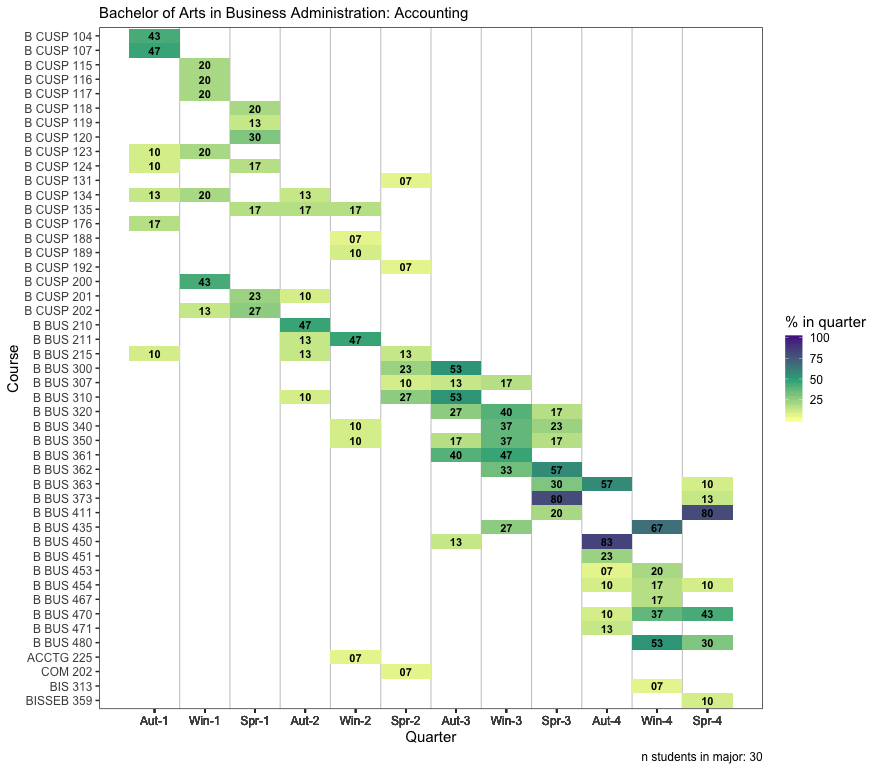 Bachelor of Arts in Business Administration: Accounting
B CUSP 104 43
B CUSP 107 47
B CUSP 115 20
B CUSP 116 20
B CUSP 117 20
B CUSP 118 20
B CUSP 119 13
B CUSP 120 30
B CUSP 123 10 20
B CUSP 124 10 17
B CUSP 131 07
B CUSP 134 13 20 13
B CUSP 135 17 17 17
B CUSP 176 17
B CUSP 188 07
B CUSP 189 10
B CUSP 192 07
B CUSP 200 43
B CUSP 201 23 10
B CUSP 202 13 27
B BUS 210 47
B BUS 211 13 47
B BUS 215 10 13 13
B BUS 300 23 53
B BUS 307 10 13 17
B BUS 310 10 27 53
B BUS 320 27 40 17
B BUS 340 10 37 23
B BUS 350 10 17 37 17
B BUS 361 40 47
B BUS 362 33 57
B BUS 363 30 57 10
B BUS 373 80 13
B BUS 411 20 80
B BUS 435 27 67
B BUS 450 13 83
B BUS 451 23
B BUS 453 07 20
B BUS 454 10 17 10
B BUS 467 17
B BUS 470 10 37 43
B BUS 471 13
B BUS 480 53 30
ACCTG 225 07
COM 202 07
BIS 313 07
BISSEB 359 10
Course
Aut-1 Win-1 Spr-1 Aut-2 Win-2 Spr-2 Aut-3 Win-3 Spr-3 Aut-4 Win-4 Spr-4
Quarter
% in quarter
100
75
50
25
n students in major: 30